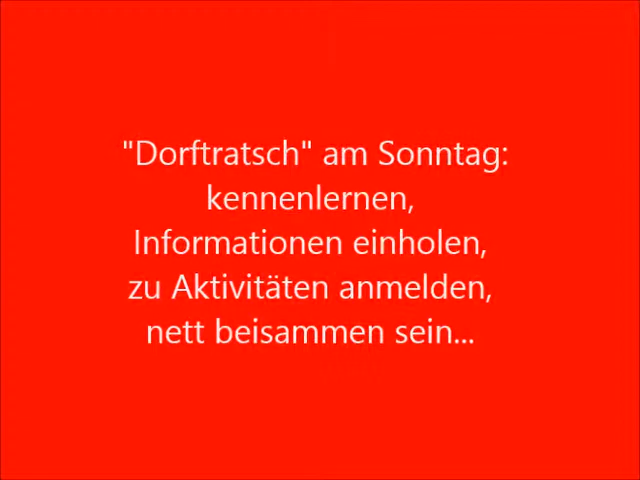 "Dorftratsch" am Sonntag:
kennenlernen,
Informationen einholen,
zu Aktivitäten anmelden,
nett beisammen sein...